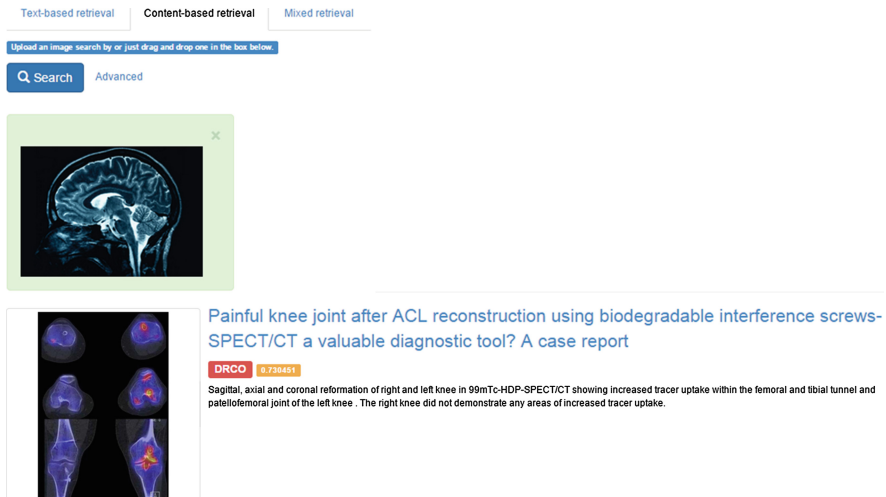 Text-based retrieval
Content-based retrieval
Mixed retrieval
Upload an image search by or just drag and drop one in the box below.
Search
Advanced
×
Painful knee joint after ACL reconstruction using biodegradable interference screws-
SPECT/CT a valuable diagnostic tool? A case report
DRCO
0.730451
Sagittal, axial and coronal reformation of right and left knee in 99mTc-HDP-SPECT/CT showing increased tracer uptake within the femoral and tibial tunnel and
patellofemoral joint of the left knee . The right knee did not demonstrate any areas of increased tracer uptake.